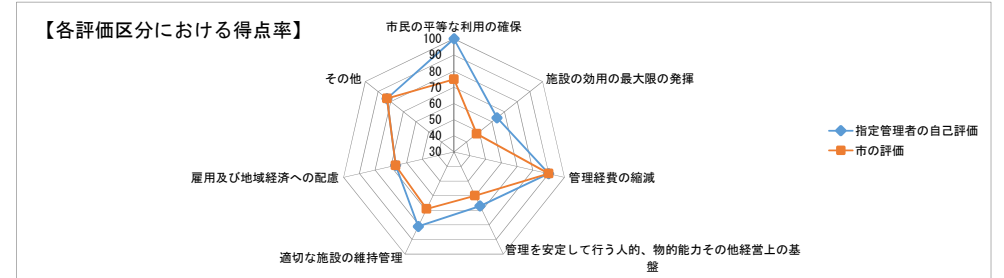 【各評価区分における得点率】
市民の平等な利用の確保
100
90
80
70
60
50
40
30
施設の効用の最大限の発揮
管理経費の縮減
管理を安定して行う人的、物的能力その他経営上の基
盤
適切な施設の維持管理
雇用及び地域経済への配慮
その他
指定管理者の自己評価
市の評価